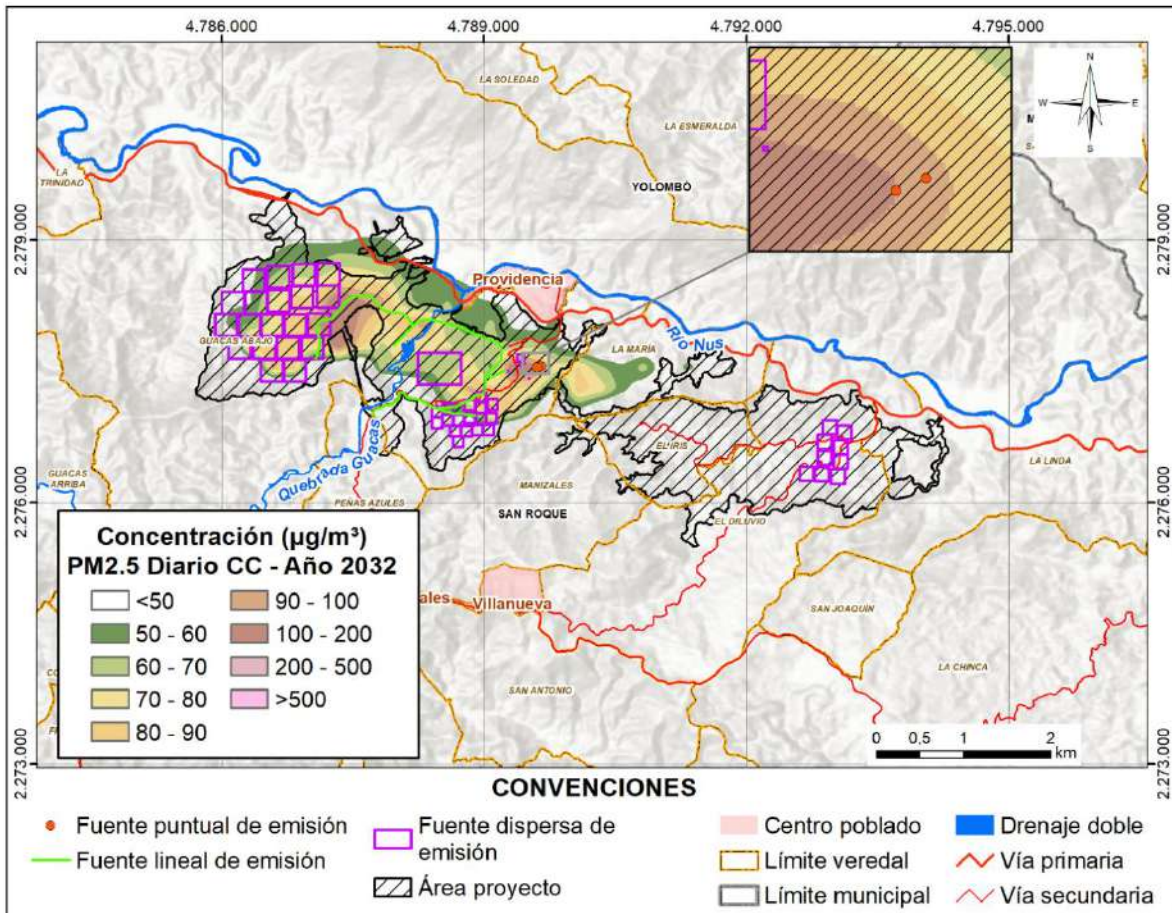 4.786.000
4.789.000
4.792.000
4.795.000
LA SOLEDAD
LA ESMERALDA
N
W
E
S
LA TRINIDAD
YOLOMBÓ
2.279.000
2.279.000
Providencia
GUACAS ABAJO
LA MARÍA
Río Nus
Quebrada Guacas
EL IRIS
LA LINDA
GUACAS ARRIBA
MANIZALES
PEÑAS AZULES
SAN ROQUE
EL DILUVIO
2.276.000
2.276.000
Villanueva
SAN JOAQUÍN
LA CHINCA
SAN ANTONIO
Concentración (µg/m³)
PM2.5 Diario CC - Año 2032
<50
50 - 60
60 - 70
70 - 80
80 - 90
90 - 100
100 - 200
200 - 500
>500
0 0,5 1 2
km
2.273.000
2.273.000
CONVENCIONES
Fuente puntual de emisión
Fuente lineal de emisión
Fuente dispersa de
emisión
Área proyecto
Centro poblado
Límite veredal
Límite municipal
Drenaje doble
Vía primaria
Vía secundaria